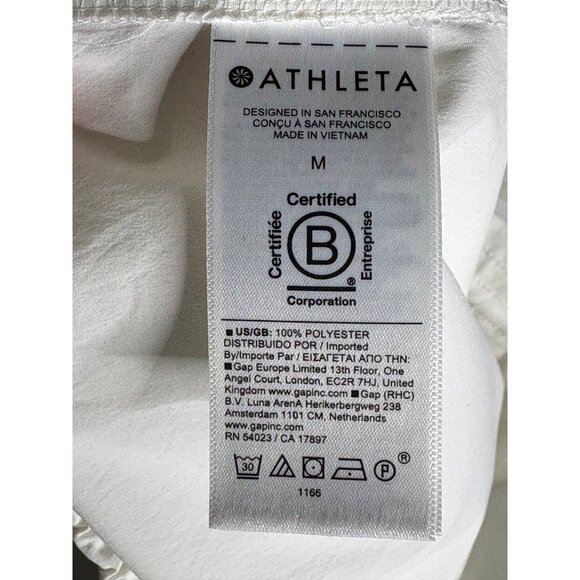 ATHLETA
DESIGNED IN SAN FRANCISCO
CONÇU À SAN FRANCISCO
MADE IN VIETNAM
M
Certified
Certifiée
B
®
Entreprise
Corporation
■ US/GB: 100% POLYESTER
DISTRIBUIDO POR / Imported
By/Importe Par / ΕΙΣΑΓΕΤΑΙ ΑΠΟ ΤΗΝ:
■ Gap Europe Limited 13th Floor, One
Angel Court, London, EC2R 7HJ, United
Kingdom www.gapinc.com ■ Gap (RHC)
B.V. Luna ArenA Herikerbergweg 238
Amsterdam 1101 CM, Netherlands
www.gapinc.com
RN 54023 / CA 17897
30 P ®
1166